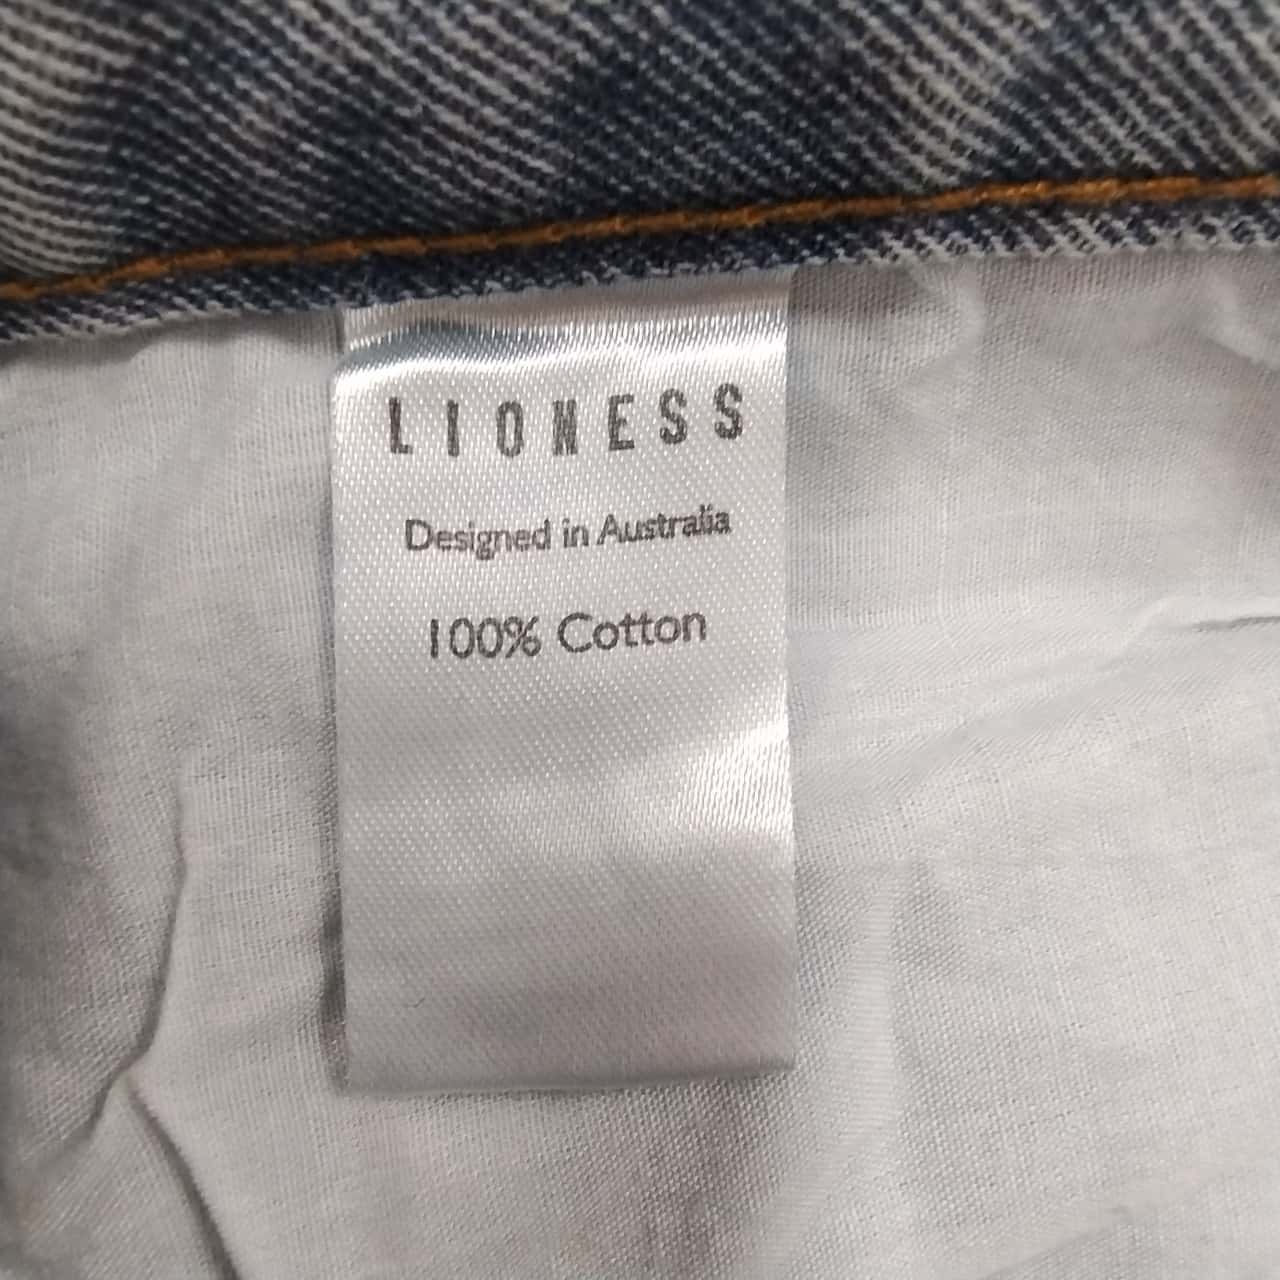 LIONESS
Designed in Australia
100% Cotton